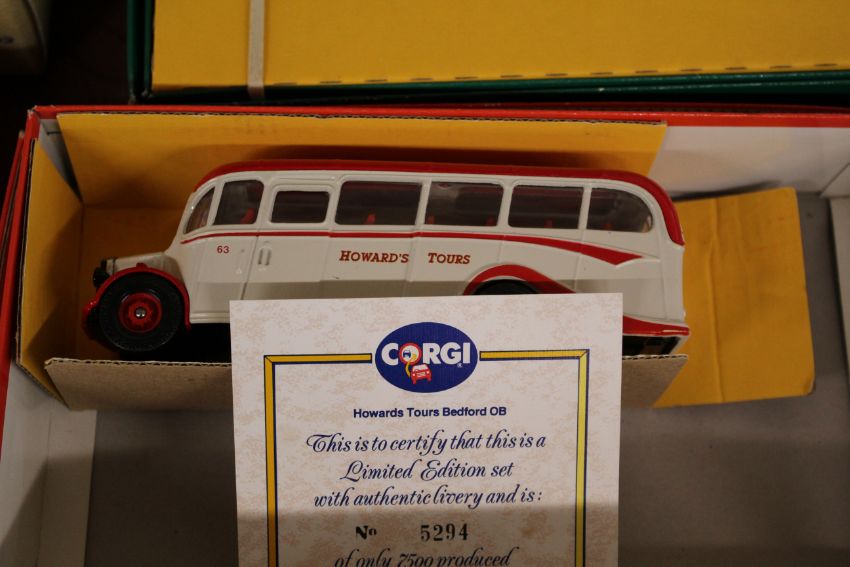 63
HOWARD'S TOURS
CORGI
Howards Tours Bedford OB
This is to certify that this is a
Limited Edition set
with authentic livery and is:
No 5294
of only 7500 produced